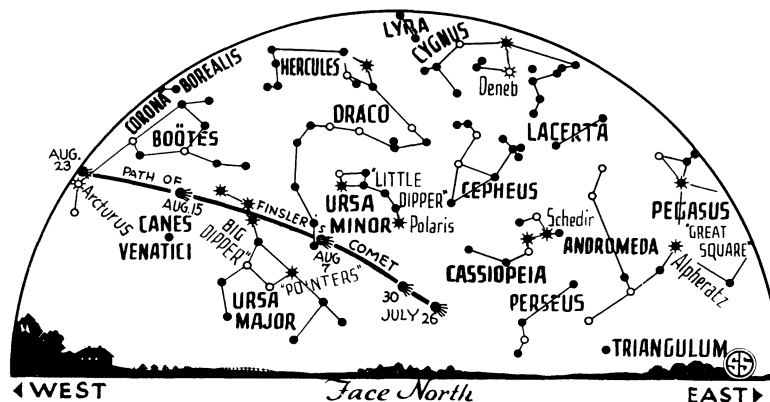 LYRA
CYGNUS
HERCULES
Deneb
CORONA BOREALIS
DRACO
LACERTA
BOÖTES
AUG.
23
PATH OF FINSLER'S COMET
Arcturus
AUG. 15
CANES
VENATICI
BIG
DIPPER"
"LITTLE
DIPPER"
URSA
MINOR
Polaris
CEPHEUS
Schedir
PEGASUS
"GREAT
SQUARE"
ANDROMEDA
Alpheratz
AUG
7
"POINTERS"
CASSIOPEIA
URSA
MAJOR
30
JULY 26
PERSEUS
TRIANGULUM
SS
WEST
Face North
EAST